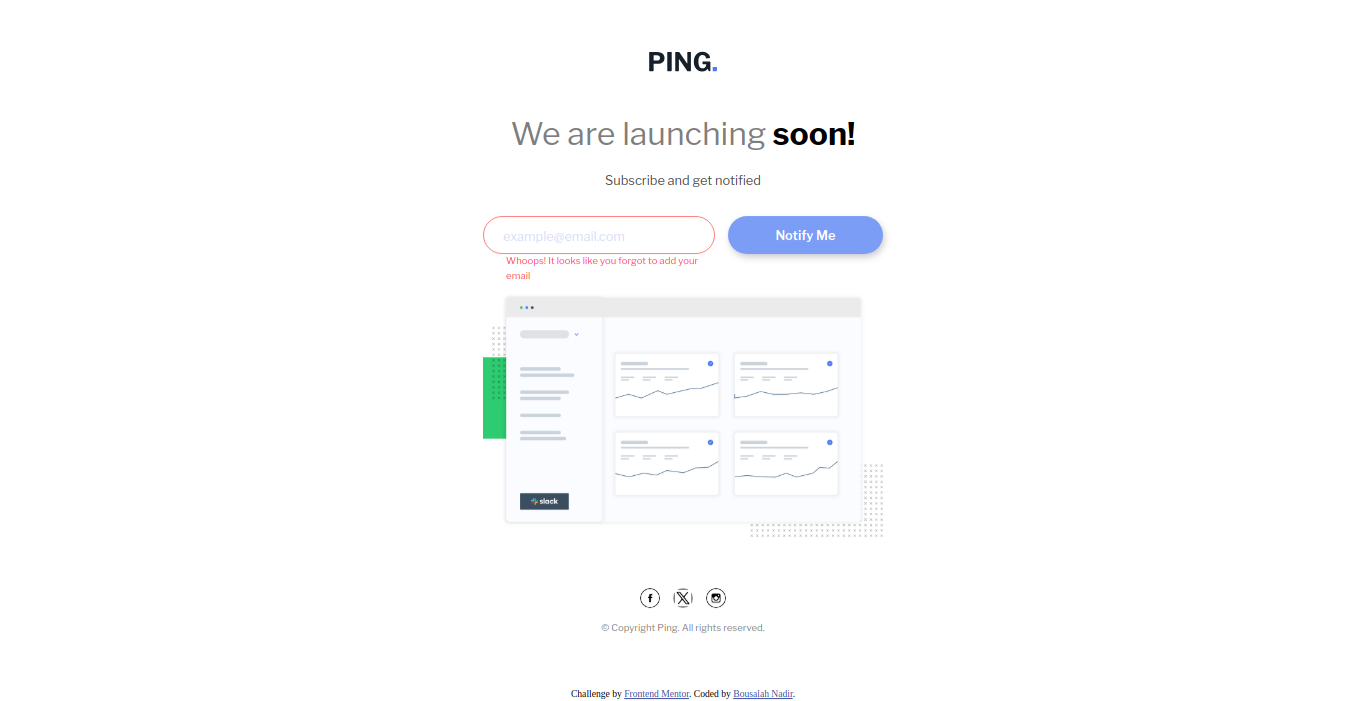 PING.
We are launching soon!
Subscribe and get notified
example@email.com
Notify Me
Whoops! It looks like you forgot to add your
email
slack
© Copyright Ping. All rights reserved.
Challenge by Frontend Mentor. Coded by Bousalah Nadir.